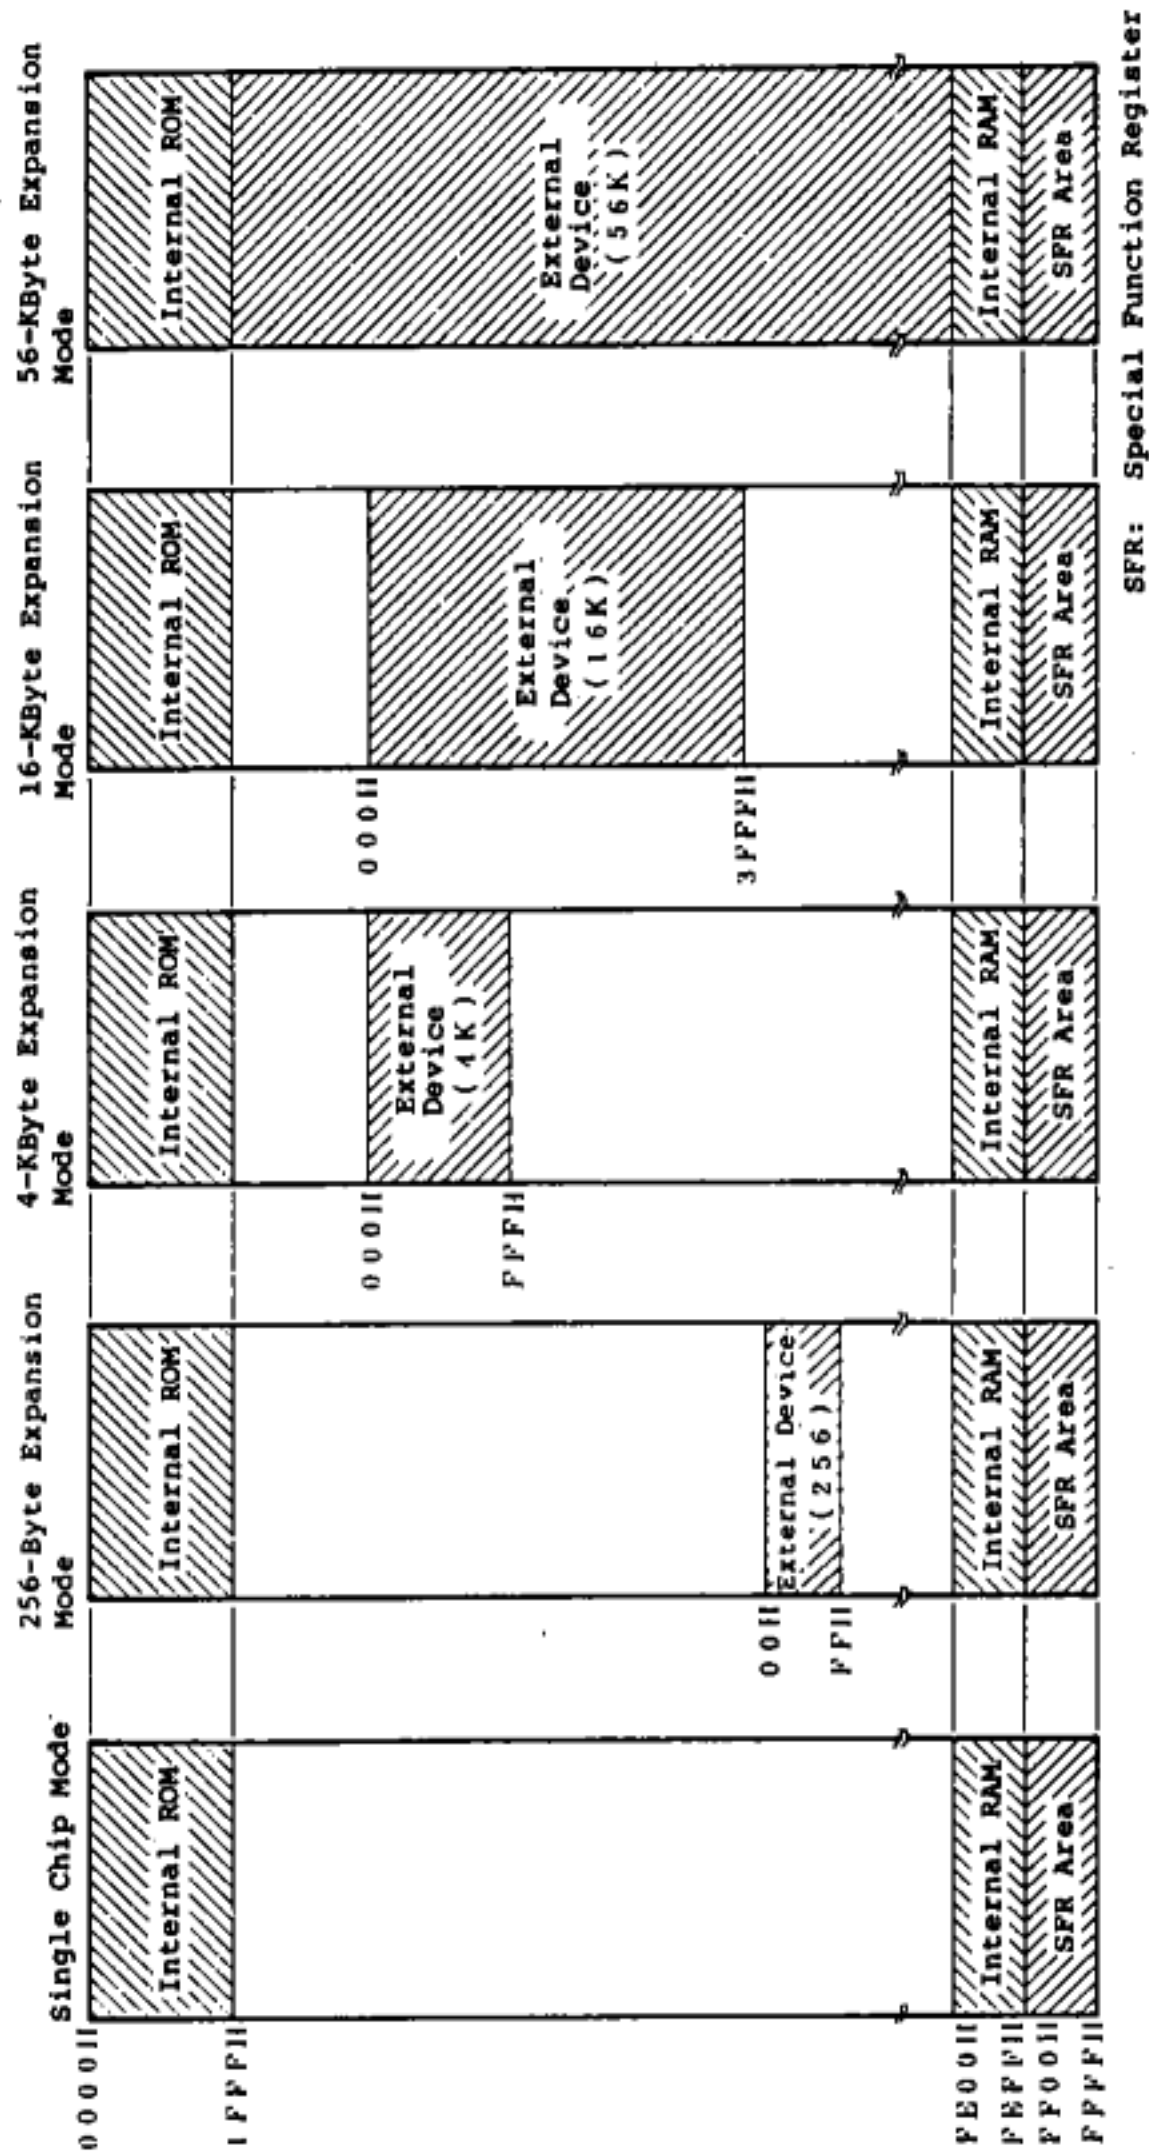 Single Chip Mode
256-Byte Expansion
Mode
4-KByte Expansion
Mode
16-KByte Expansion
Mode
56-KByte Expansion
Mode
0000H
Internal ROM
Internal ROM
Internal ROM
Internal ROM
Internal ROM
1FFFH
000H
External
Device
(4K)
FFFH
000H
External
Device
(16K)
3FFFH
External
Device
(56K)
00H
External Device
(256)
FFH
FE00H
Internal RAM
Internal RAM
Internal RAM
Internal RAM
Internal RAM
FEFFH
FF00H
SFR Area
SFR Area
SFR Area
SFR Area
SFR Area
FFFFH
SFR: Special Function Register